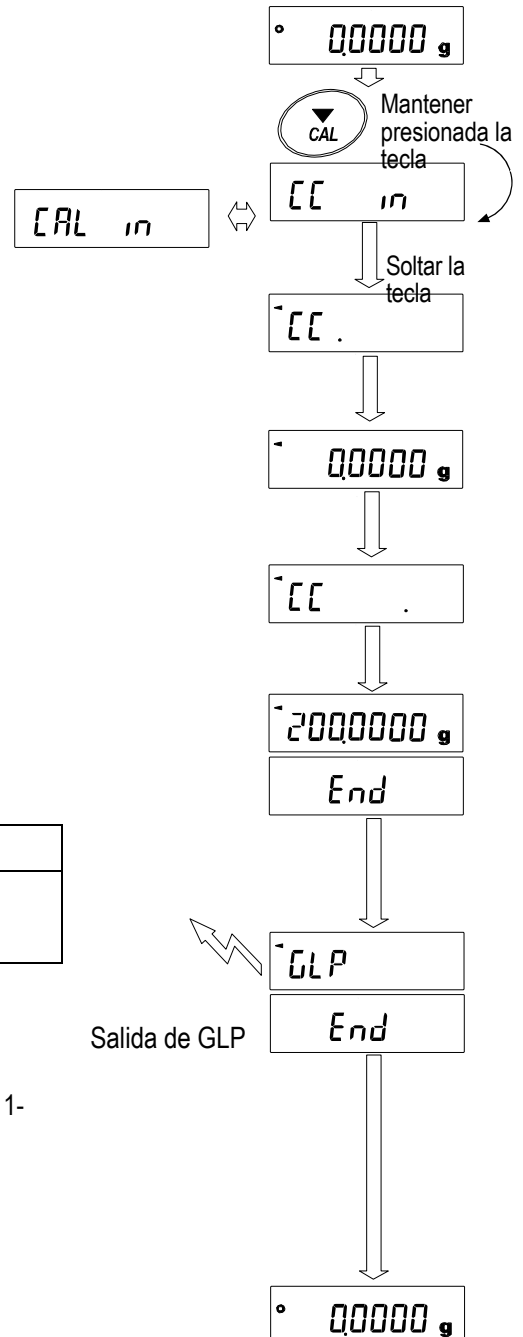 0.0000 g
CAL
Mantener
presionada la
tecla
CAL in
CC in
Soltar la
tecla
CC .
0.0000 g
CC .
200.0000 g
End
GLP
Salida de GLP
End
1-
0.0000 g